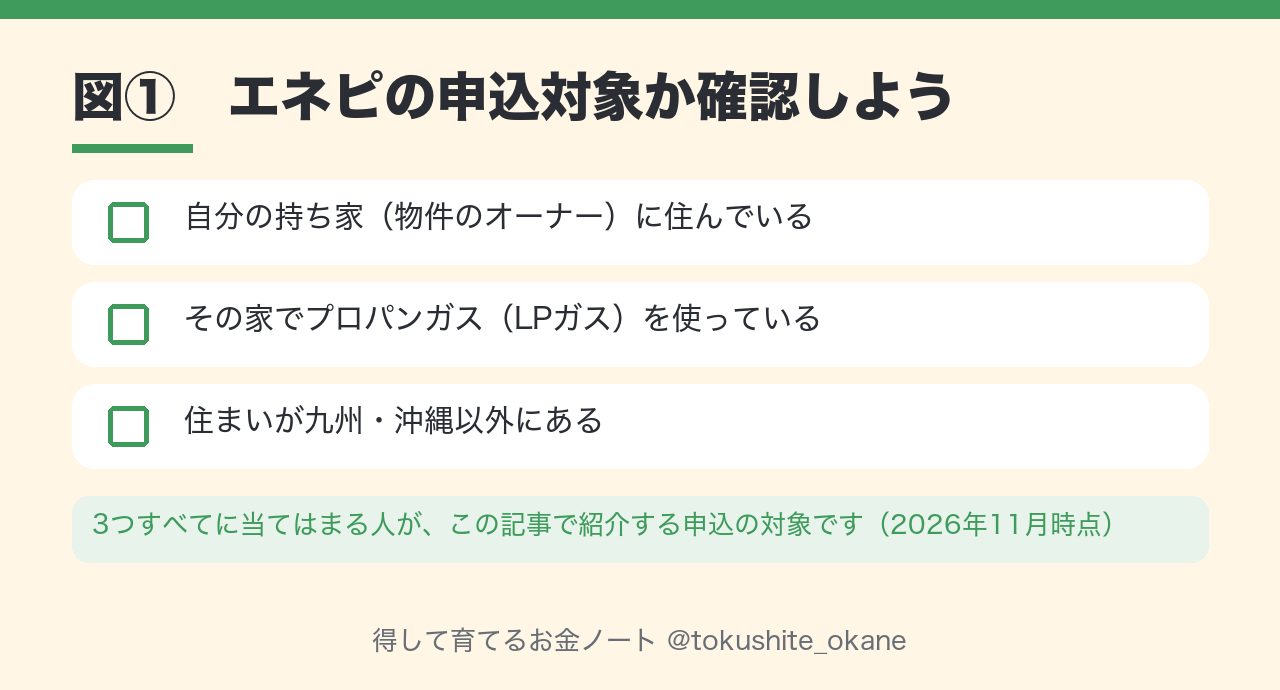 図①　エネピの申込対象か確認しよう
自分の持ち家（物件のオーナー）に住んでいる
その家でプロパンガス（LPガス）を使っている
住まいが九州・沖縄以外にある
3つすべてに当てはまる人が、この記事で紹介する申込の対象です（2026年11月時点）
得して育てるお金ノート @tokushite_okane